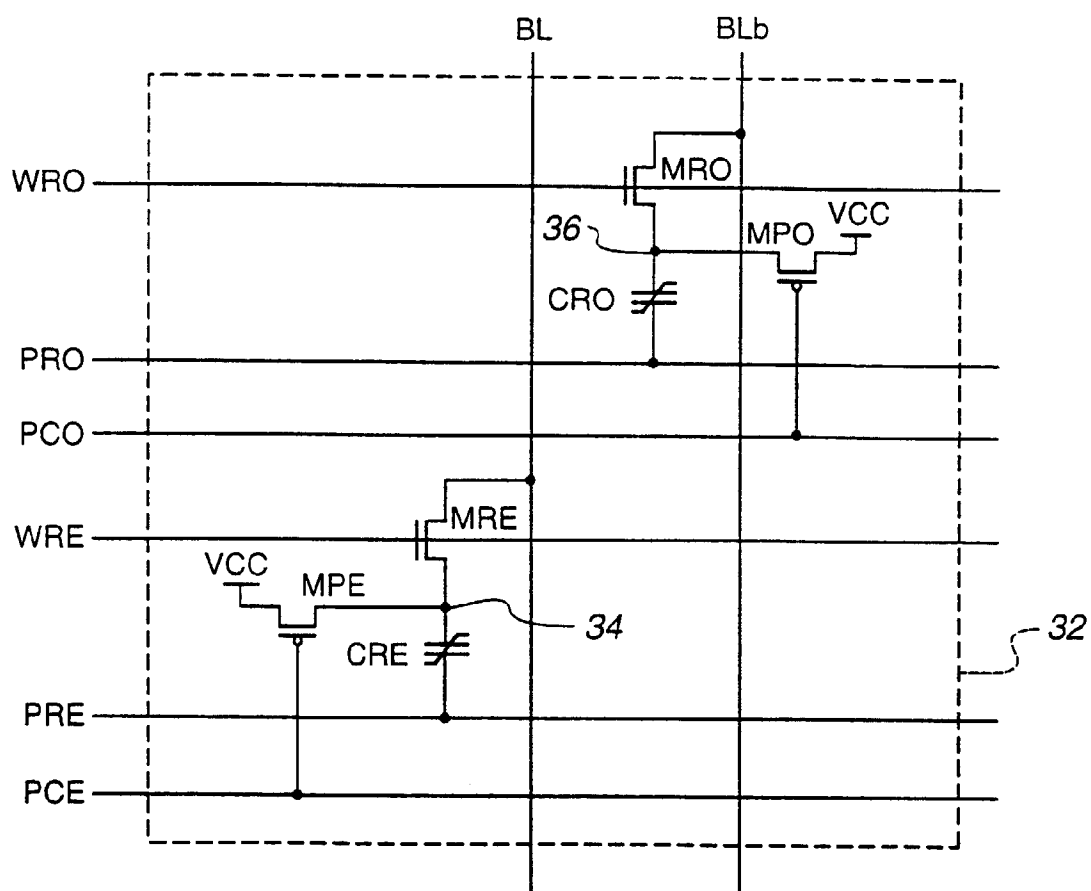 BL BLb
WRO MRO
36 MPO VCC
CRO
PRO
PCO
WRE MRE
VCC MPE
34 32
CRE
PRE
PCE